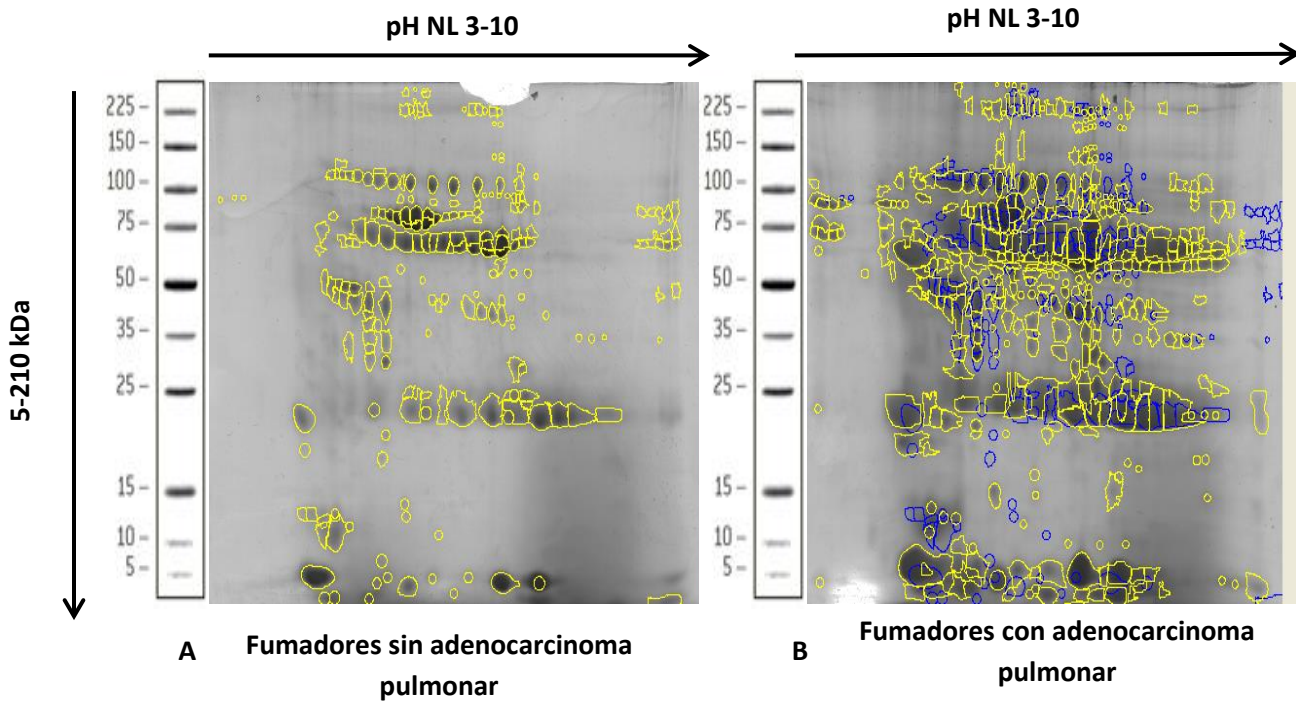 pH NL 3-10
pH NL 3-10
5-210 kDa
225 -
150 -
100 -
75 -
50 -
35 -
25 -
15 -
10 -
5 -
225 -
150 -
100 -
75 -
50 -
35 -
25 -
15 -
10 -
5 -
A
Fumadores sin adenocarcinoma
pulmonar
B
Fumadores con adenocarcinoma
pulmonar